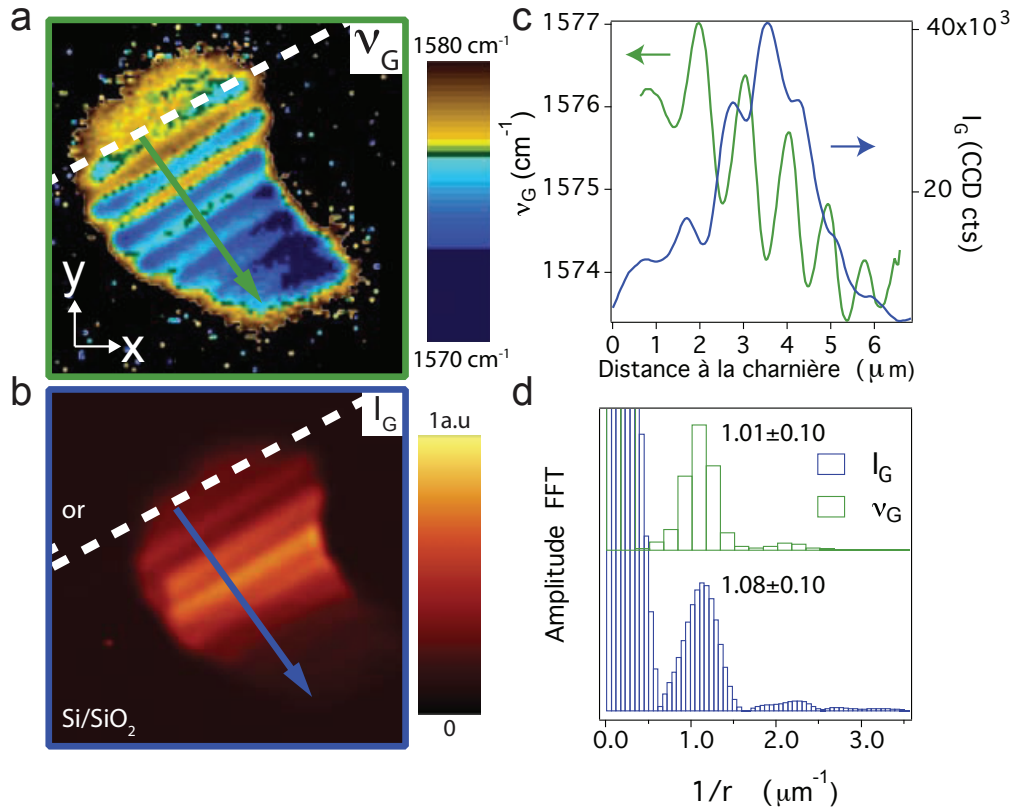 a
ν_G
1580 cm⁻¹
1570 cm⁻¹
y
x
b
I_G
or
Si/SiO₂
1a.u
0
c
1577
1576
1575
1574
ν_G (cm⁻¹)
0 1 2 3 4 5 6
Distance à la charnière (μm)
40x10³
20
I_G (CCD cts)
d
1.01±0.10
I_G
ν_G
1.08±0.10
Amplitude FFT
0.0 1.0 2.0 3.0
1/r (μm⁻¹)